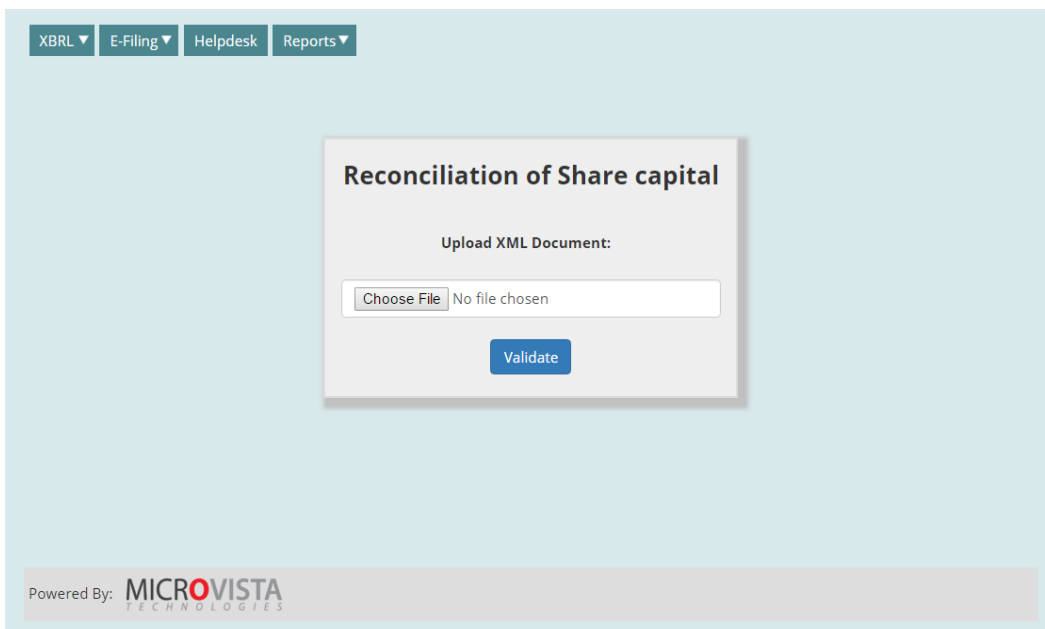 XBRL ▼ E-Filing ▼ Helpdesk Reports ▼
Reconciliation of Share capital
Upload XML Document:
Choose File No file chosen
Validate
Powered By: MICROVISTA
TECHNOLOGIES